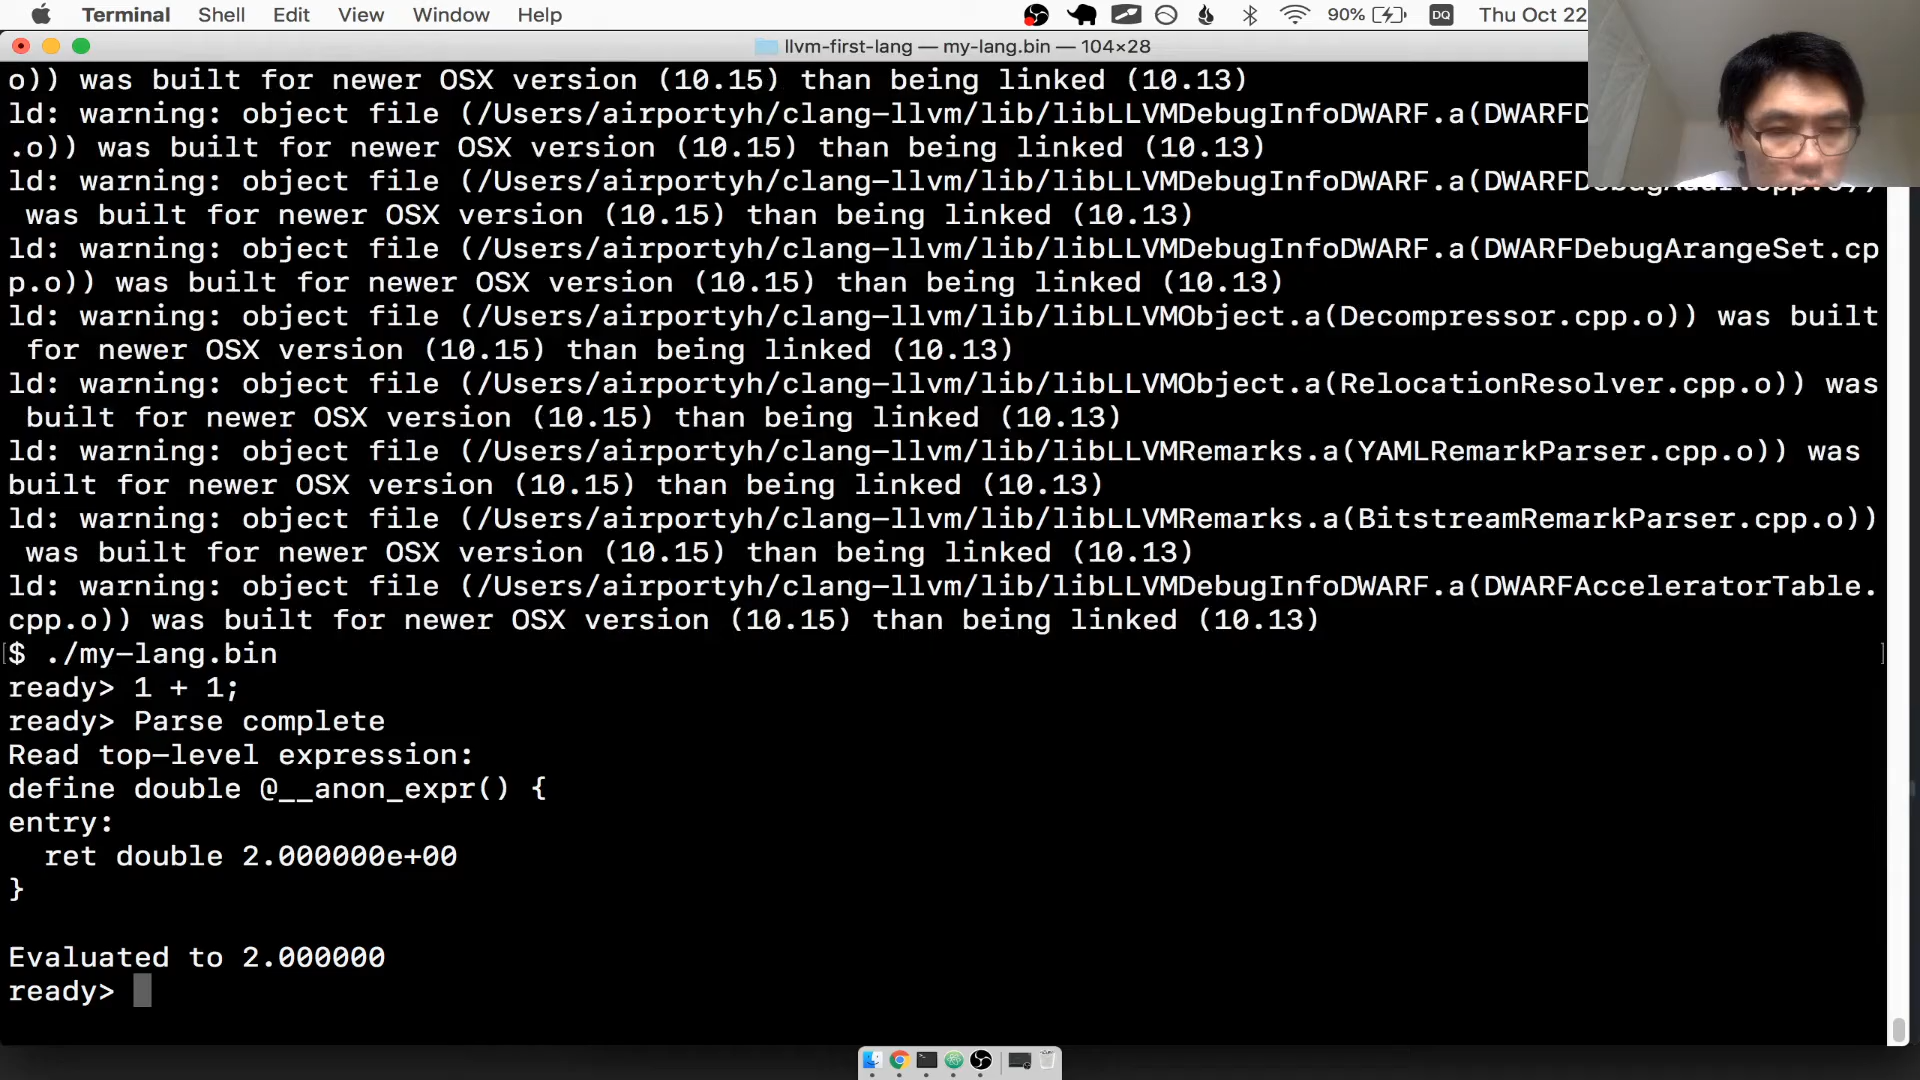 Terminal Shell Edit View Window Help 90% DQ Thu Oct 22
llvm-first-lang — my-lang.bin — 104×28
o)) was built for newer OSX version (10.15) than being linked (10.13)
ld: warning: object file (/Users/airportyh/clang-llvm/lib/libLLVMDebugInfoDWARF.a(DWARFD
.o)) was built for newer OSX version (10.15) than being linked (10.13)
ld: warning: object file (/Users/airportyh/clang-llvm/lib/libLLVMDebugInfoDWARF.a(DWARFDebugAddr.cpp.o))
 was built for newer OSX version (10.15) than being linked (10.13)
ld: warning: object file (/Users/airportyh/clang-llvm/lib/libLLVMDebugInfoDWARF.a(DWARFDebugArangeSet.cp
p.o)) was built for newer OSX version (10.15) than being linked (10.13)
ld: warning: object file (/Users/airportyh/clang-llvm/lib/libLLVMObject.a(Decompressor.cpp.o)) was built
 for newer OSX version (10.15) than being linked (10.13)
ld: warning: object file (/Users/airportyh/clang-llvm/lib/libLLVMObject.a(RelocationResolver.cpp.o)) was
 built for newer OSX version (10.15) than being linked (10.13)
ld: warning: object file (/Users/airportyh/clang-llvm/lib/libLLVMRemarks.a(YAMLRemarkParser.cpp.o)) was
built for newer OSX version (10.15) than being linked (10.13)
ld: warning: object file (/Users/airportyh/clang-llvm/lib/libLLVMRemarks.a(BitstreamRemarkParser.cpp.o))
 was built for newer OSX version (10.15) than being linked (10.13)
ld: warning: object file (/Users/airportyh/clang-llvm/lib/libLLVMDebugInfoDWARF.a(DWARFAcceleratorTable.
cpp.o)) was built for newer OSX version (10.15) than being linked (10.13)
[$ ./my-lang.bin ]
ready> 1 + 1;
ready> Parse complete
Read top-level expression:
define double @__anon_expr() {
entry:
  ret double 2.000000e+00
}
Evaluated to 2.000000
ready>